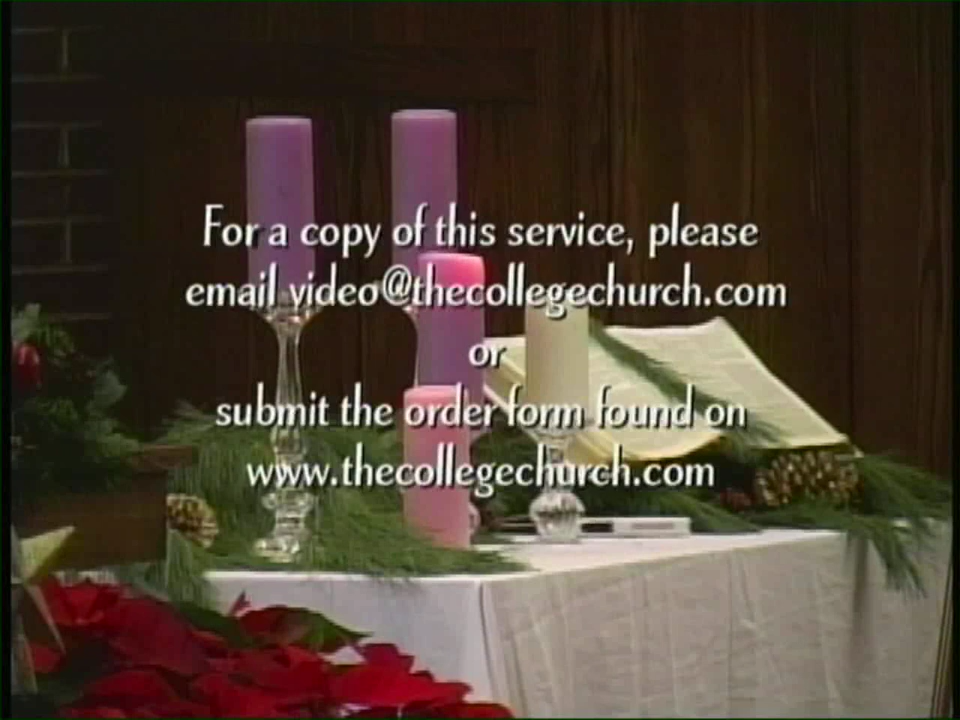 For a copy of this service, please
email video@thecollegechurch.com
or
submit the order form found on
www.thecollegechurch.com